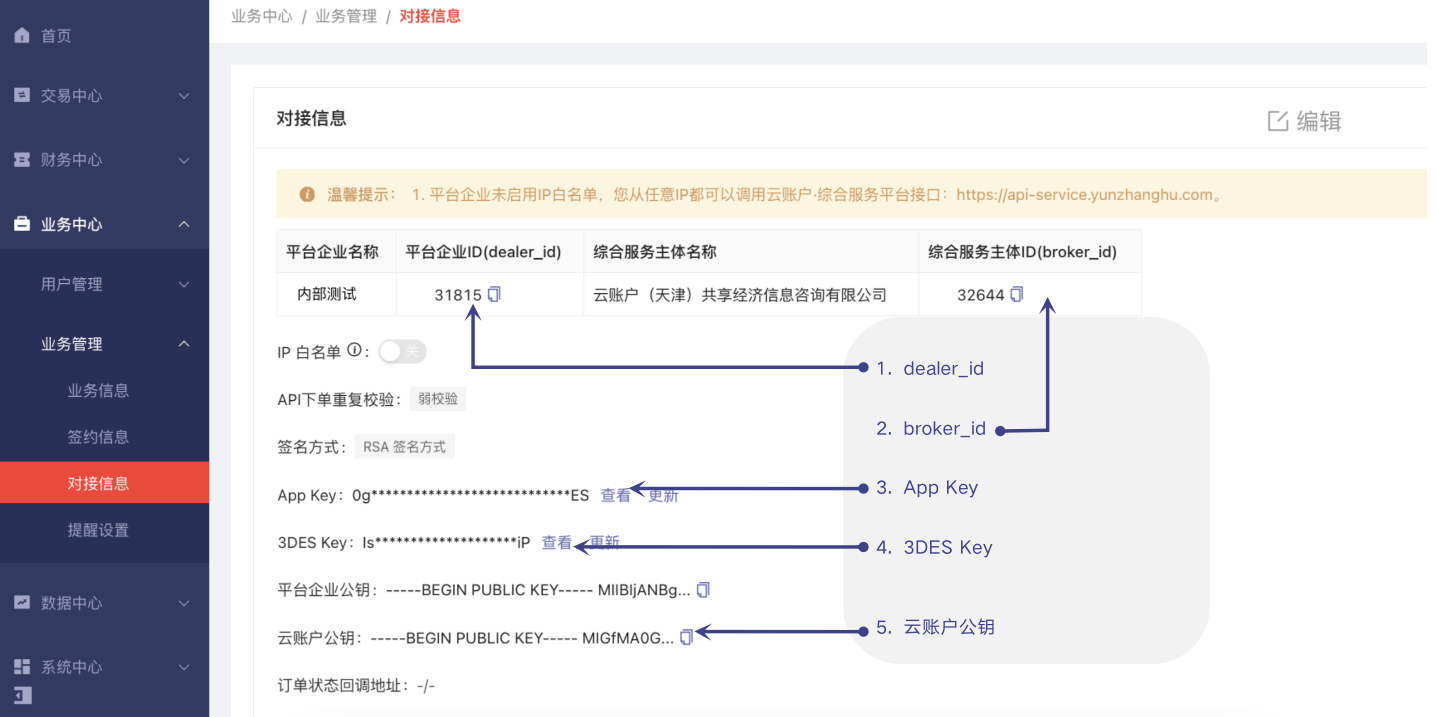 业务中心 / 业务管理 / 对接信息
首页
交易中心
财务中心
业务中心
用户管理
业务管理
业务信息
签约信息
对接信息
提醒设置
数据中心
系统中心
对接信息
编辑
温馨提示： 1. 平台企业未启用IP白名单，您从任意IP都可以调用云账户·综合服务平台接口：https://api-service.yunzhanghu.com。
平台企业名称 平台企业ID(dealer_id) 综合服务主体名称 综合服务主体ID(broker_id)
内部测试 31815 云账户（天津）共享经济信息咨询有限公司 32644
IP 白名单 : 关
API下单重复校验： 弱校验
签名方式： RSA 签名方式
App Key：0g****************************ES 查看 更新
3DES Key：Is********************iP 查看 更新
平台企业公钥：-----BEGIN PUBLIC KEY----- MIIBIjANBg...
云账户公钥：-----BEGIN PUBLIC KEY----- MIGfMA0G...
订单状态回调地址：-/-
1. dealer_id
2. broker_id
3. App Key
4. 3DES Key
5. 云账户公钥